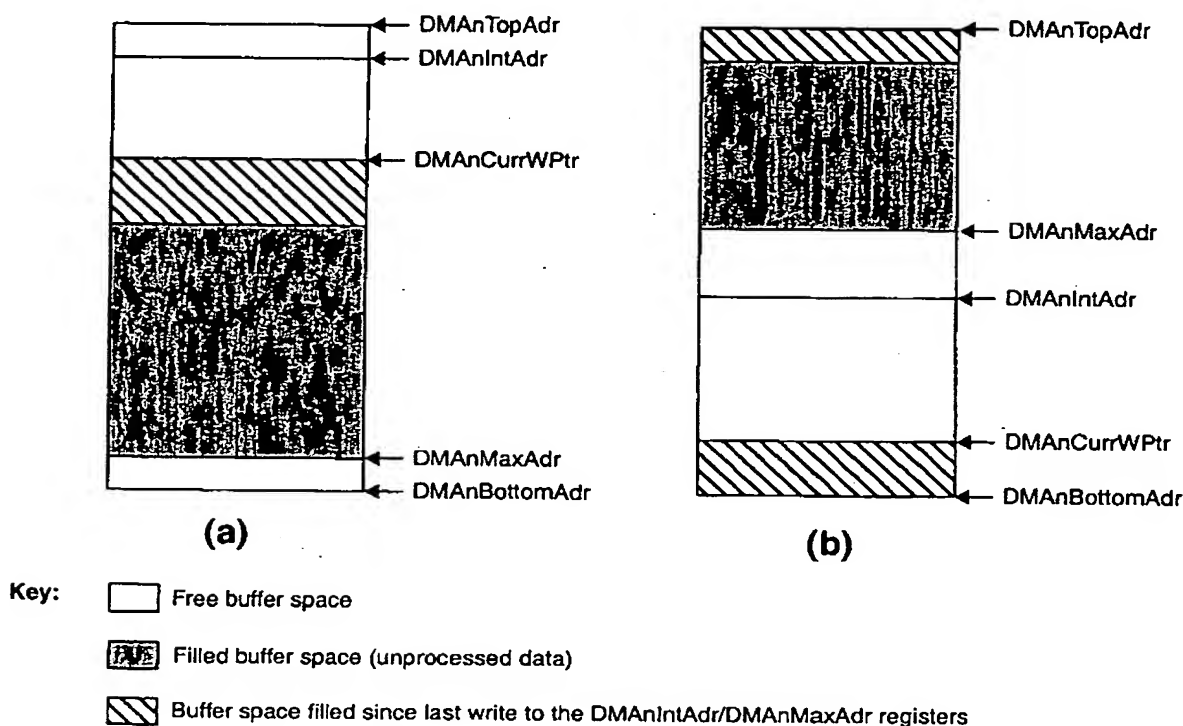 DMAnTopAdr
DMAnIntAdr
DMAnCurrWPtr
DMAnMaxAdr
DMAnBottomAdr
(a)
DMAnTopAdr
DMAnMaxAdr
DMAnIntAdr
DMAnCurrWPtr
DMAnBottomAdr
(b)
Key:
Free buffer space
Filled buffer space (unprocessed data)
Buffer space filled since last write to the DMAnIntAdr/DMAnMaxAdr registers